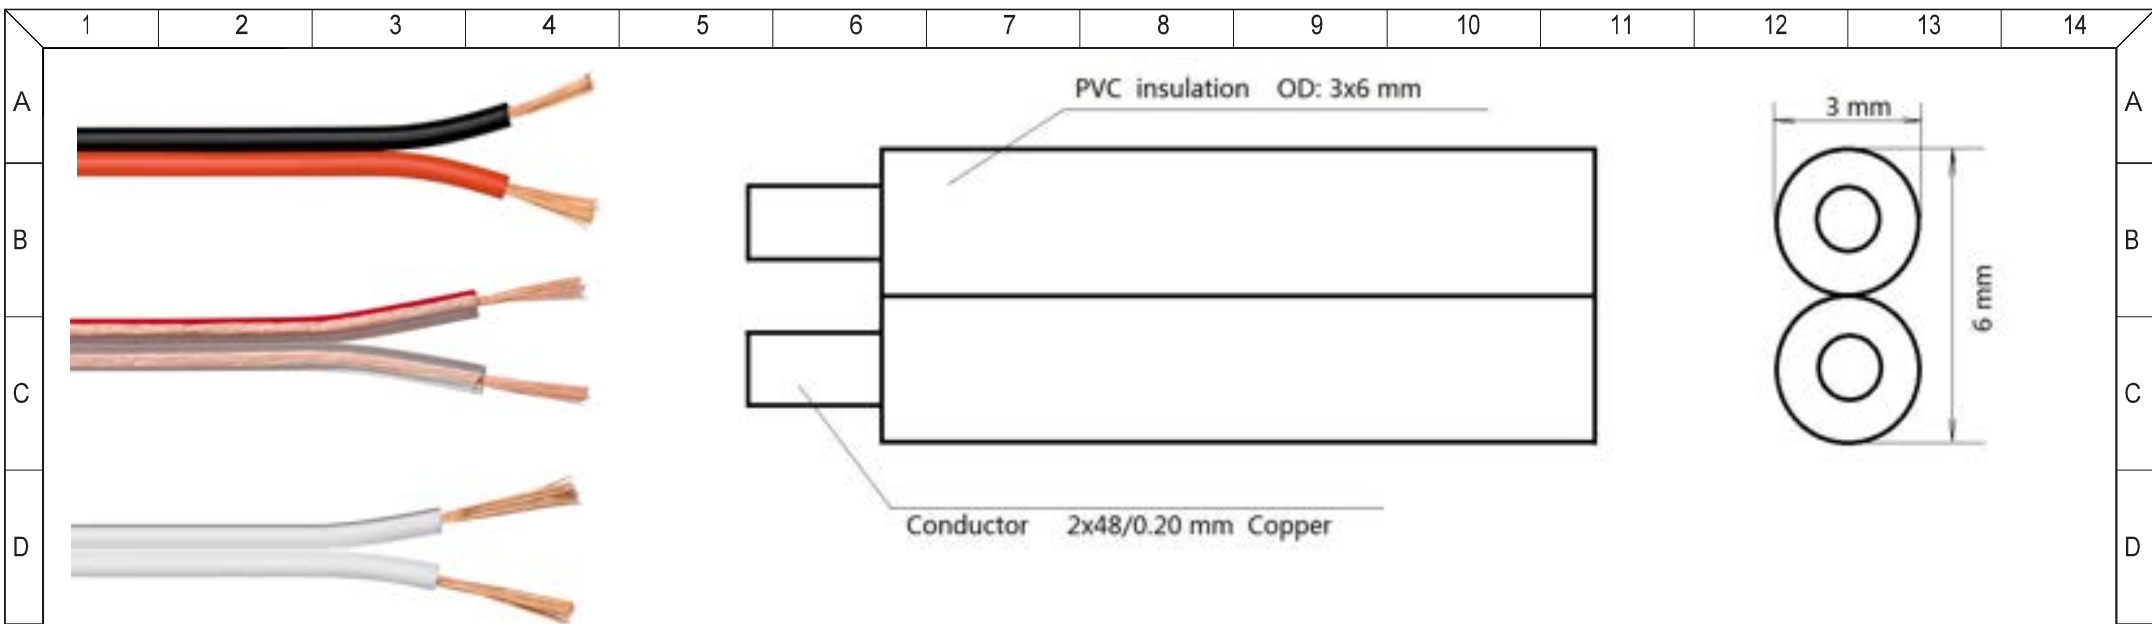 1 2 3 4 5 6 7 8 9 10 11 12 13 14
PVC insulation OD: 3x6 mm
A 3 mm A
B B
6 mm
C C
Conductor 2x48/0.20 mm Copper
D D